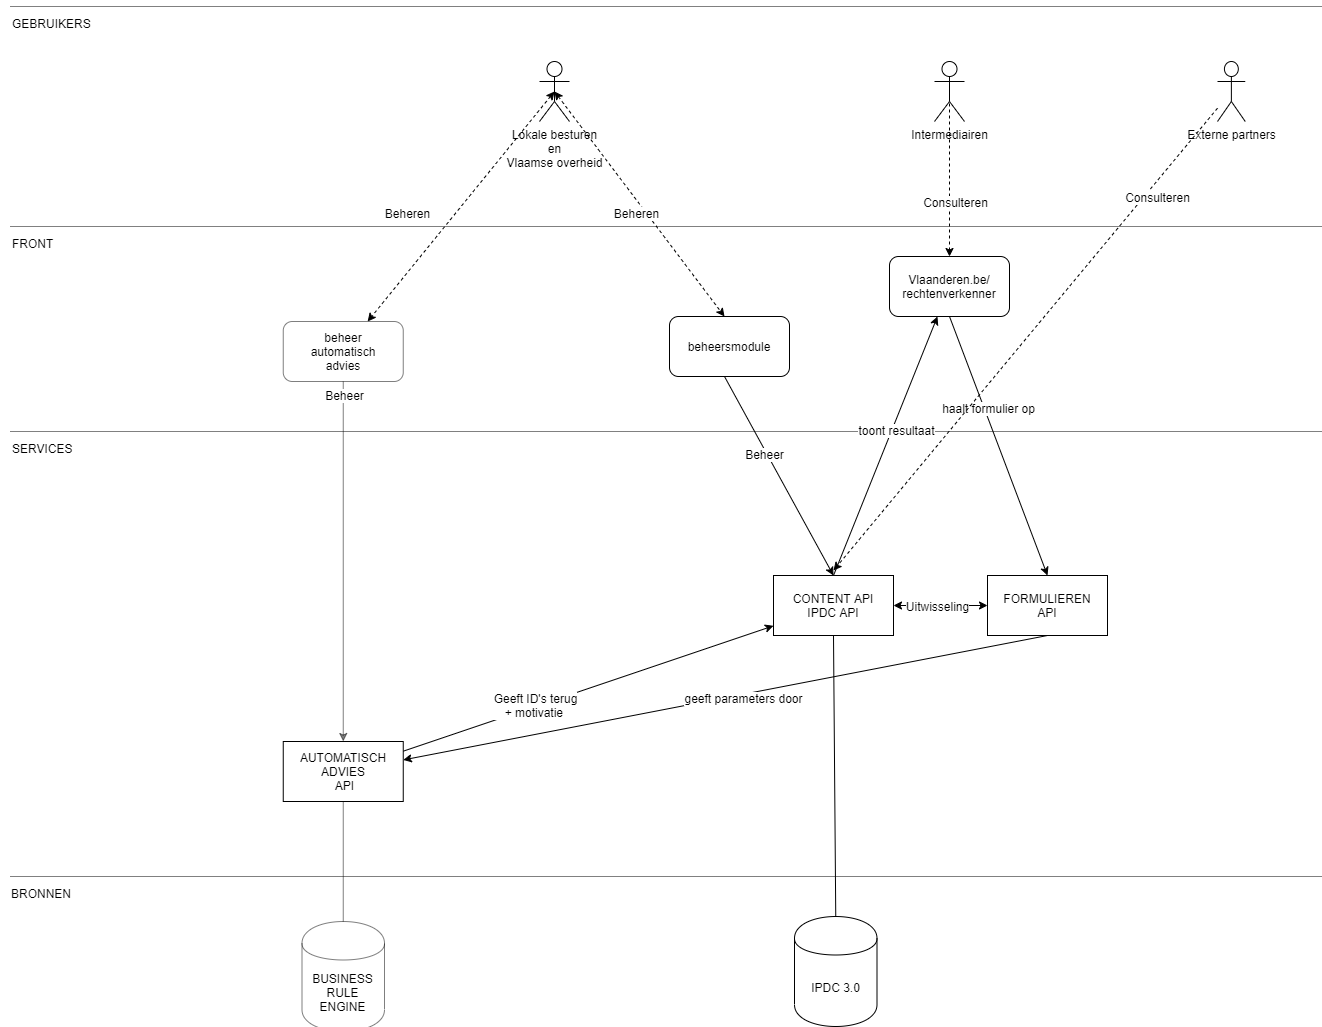 GEBRUIKERS
Lokale besturen
en
Vlaamse overheid
Intermediairen
Externe partners
Consulteren
Consulteren
Beheren
Beheren
FRONT
Vlaanderen.be/
rechtenverkenner
beheer
automatisch
advies
beheersmodule
Beheer
haalt formulier op
toont resultaat
SERVICES
Beheer
CONTENT API
IPDC API
Uitwisseling
FORMULIEREN
API
Geeft ID's terug
+ motivatie
geeft parameters door
AUTOMATISCH
ADVIES
API
BRONNEN
BUSINESS
RULE
ENGINE
IPDC 3.0